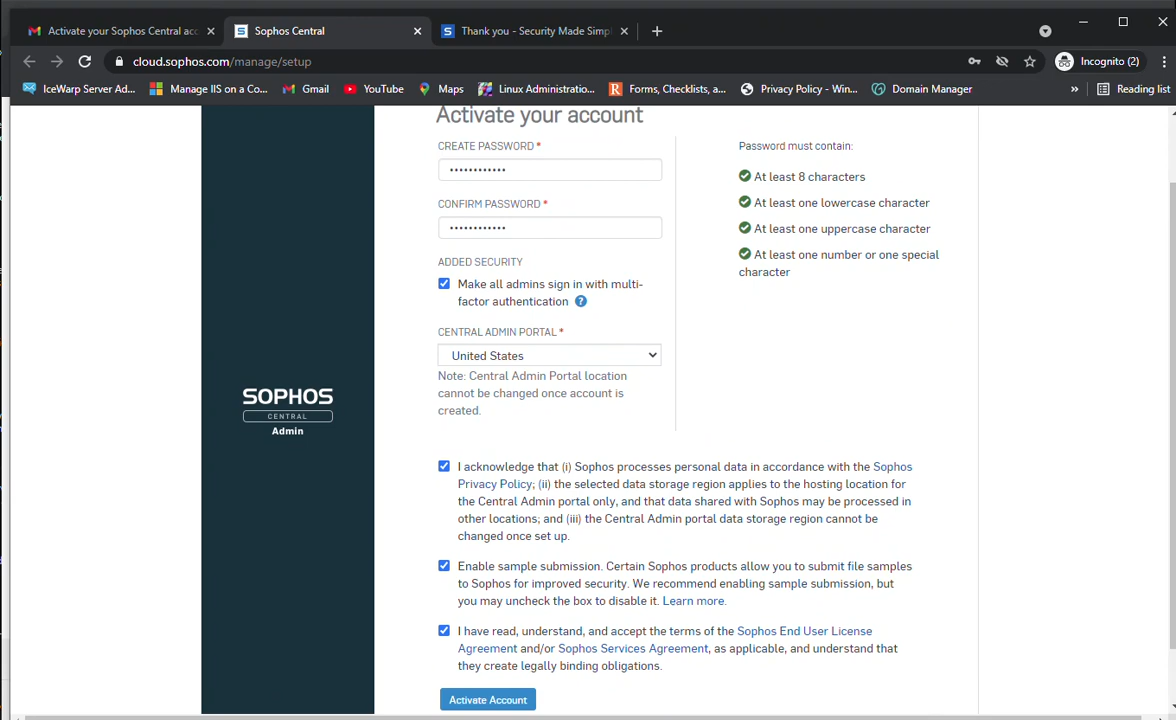 Activate your Sophos Central acc
Sophos Central
Thank you - Security Made Simpl
cloud.sophos.com/manage/setup
Incognito (2)
IceWarp Server Ad...
Manage IIS on a Co...
Gmail
YouTube
Maps
Linux Administratio...
Forms, Checklists, a...
Privacy Policy - Win...
Domain Manager
»
Reading list
Activate your account
CREATE PASSWORD *
••••••••••••
CONFIRM PASSWORD *
••••••••••••
ADDED SECURITY
Make all admins sign in with multi-
factor authentication ?
CENTRAL ADMIN PORTAL *
United States
Note: Central Admin Portal location
cannot be changed once account is
created.
Password must contain:
At least 8 characters
At least one lowercase character
At least one uppercase character
At least one number or one special
character
SOPHOS
CENTRAL
Admin
I acknowledge that (i) Sophos processes personal data in accordance with the Sophos
Privacy Policy; (ii) the selected data storage region applies to the hosting location for
the Central Admin portal only, and that data shared with Sophos may be processed in
other locations; and (iii) the Central Admin portal data storage region cannot be
changed once set up.
Enable sample submission. Certain Sophos products allow you to submit file samples
to Sophos for improved security. We recommend enabling sample submission, but
you may uncheck the box to disable it. Learn more.
I have read, understand, and accept the terms of the Sophos End User License
Agreement and/or Sophos Services Agreement, as applicable, and understand that
they create legally binding obligations.
Activate Account